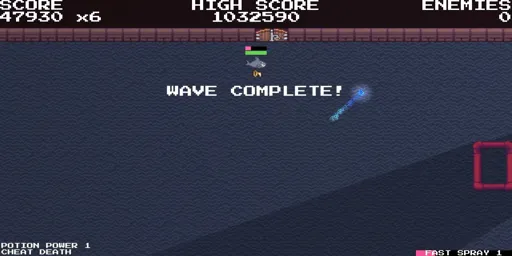 SCORE
47930 x6
HIGH SCORE
1032590
ENEMIES
0
WAVE COMPLETE!
POTION POWER 1
CHEAT DEATH
FAST SPRAY 1